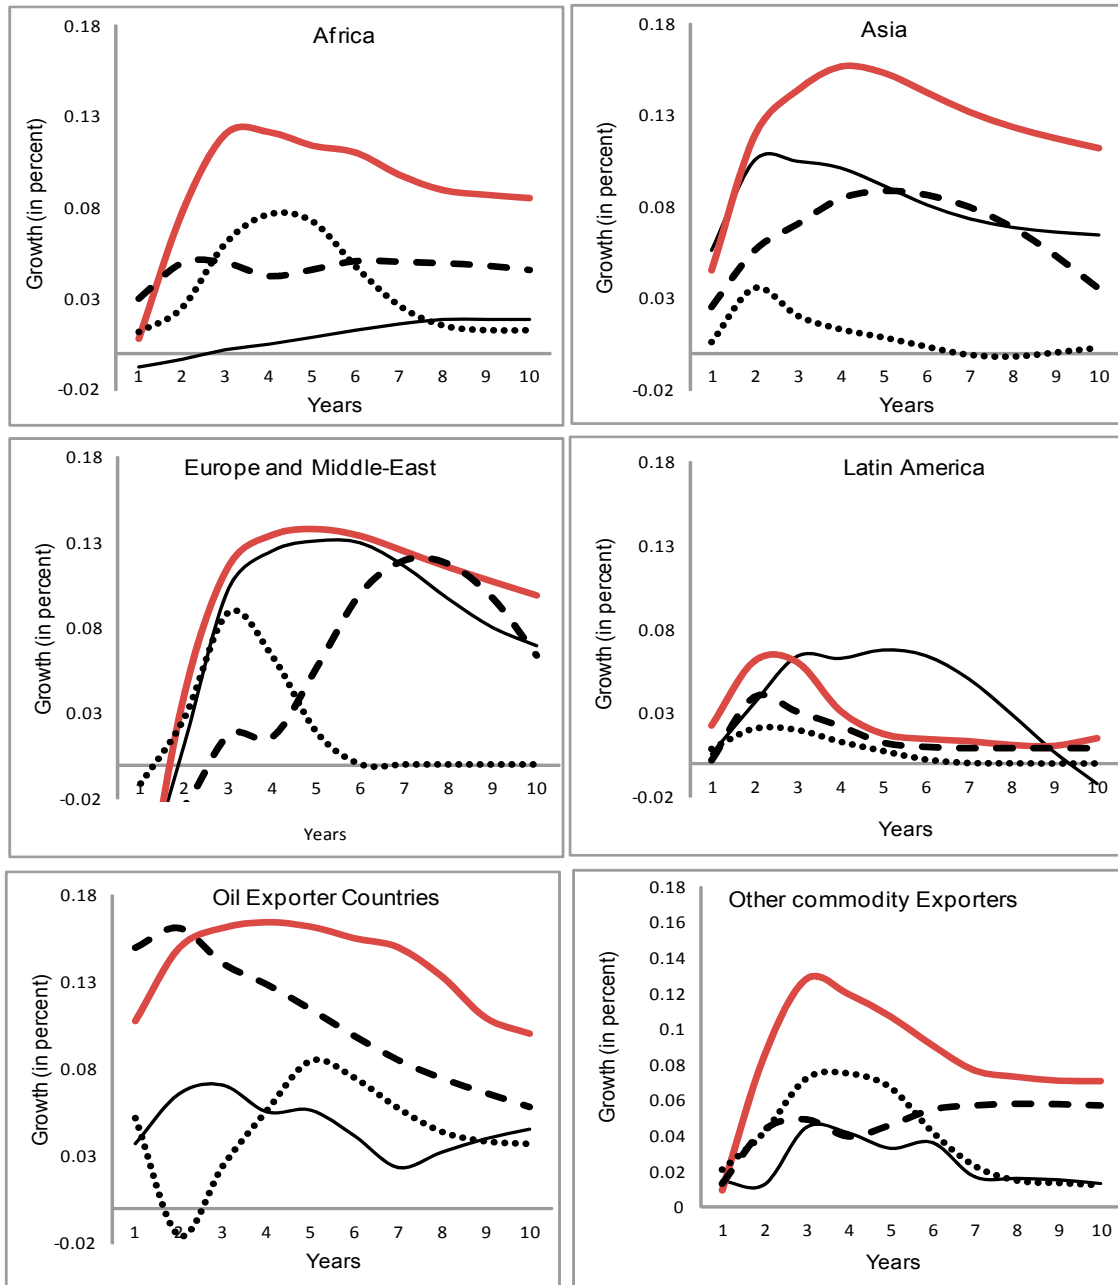 Africa
0.18
0.13
0.08
0.03
-0.02
Growth (in percent)
1 2 3 4 5 6 7 8 9 10
Years
Asia
0.18
0.13
0.08
0.03
-0.02
Growth (in percent)
1 2 3 4 5 6 7 8 9 10
Years
Europe and Middle-East
0.18
0.13
0.08
0.03
-0.02
Growth (in percent)
1 2 3 4 5 6 7 8 9 10
Years
Latin America
0.18
0.13
0.08
0.03
-0.02
Growth (in percent)
1 2 3 4 5 6 7 8 9 10
Years
Oil Exporter Countries
0.18
0.13
0.08
0.03
-0.02
Growth (in percent)
1 2 3 4 5 6 7 8 9 10
Years
Other commodity Exporters
0.18
0.16
0.14
0.12
0.1
0.08
0.06
0.04
0.02
0
Growth (in percent)
1 2 3 4 5 6 7 8 9 10
Years